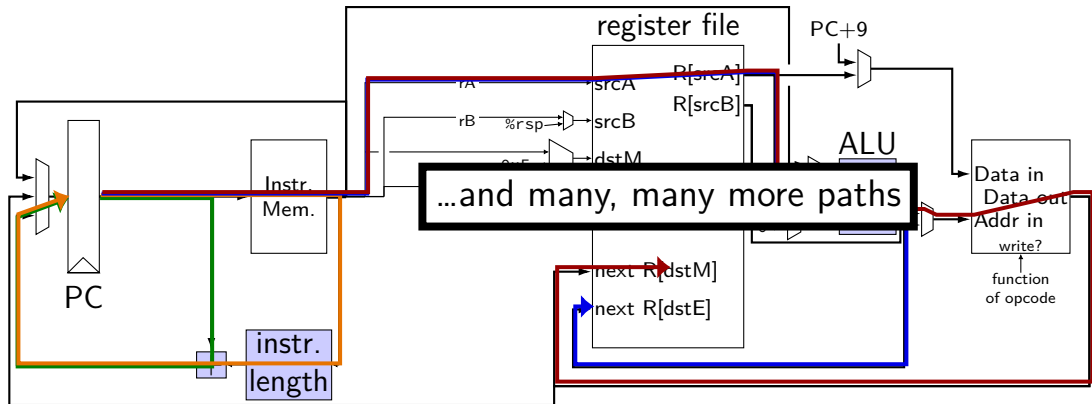 register file
PC+9
R[srcA]
srcA
rA
R[srcB]
rB
%rsp
srcB
ALU
dstM
Instr.
Mem.
Data in
Data out
Addr in
…and many, many more paths
write?
function
of opcode
next R[dstM]
next R[dstE]
PC
+
instr.
length